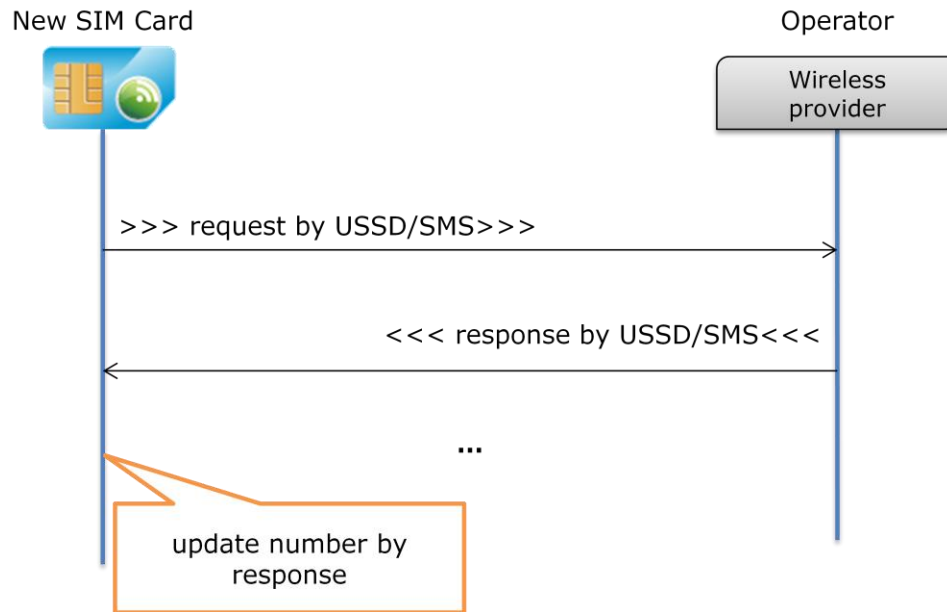 New SIM Card
Operator
Wireless
provider
>>> request by USSD/SMS>>>
<<< response by USSD/SMS<<<
...
update number by
response